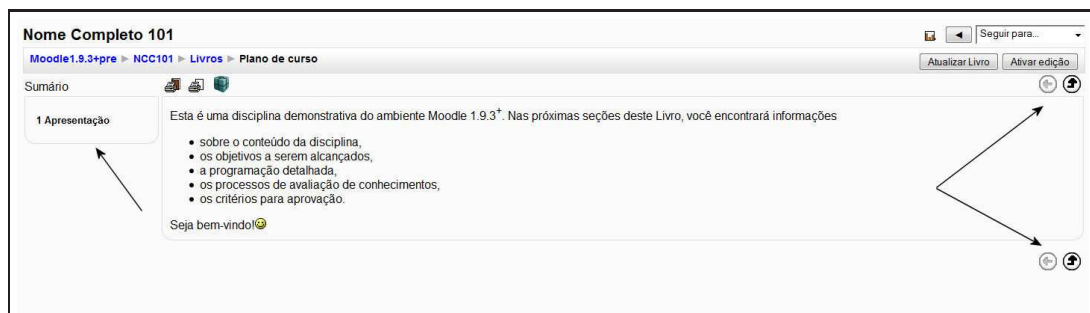 Nome Completo 101
Seguir para...
Moodle1.9.3+pre ► NCC101 ► Livros ► Plano de curso
Atualizar Livro Ativar edição
Sumário
1 Apresentação
Esta é uma disciplina demonstrativa do ambiente Moodle 1.9.3+. Nas próximas seções deste Livro, você encontrará informações
• sobre o conteúdo da disciplina,
• os objetivos a serem alcançados,
• a programação detalhada,
• os processos de avaliação de conhecimentos,
• os critérios para aprovação.
Seja bem-vindo!